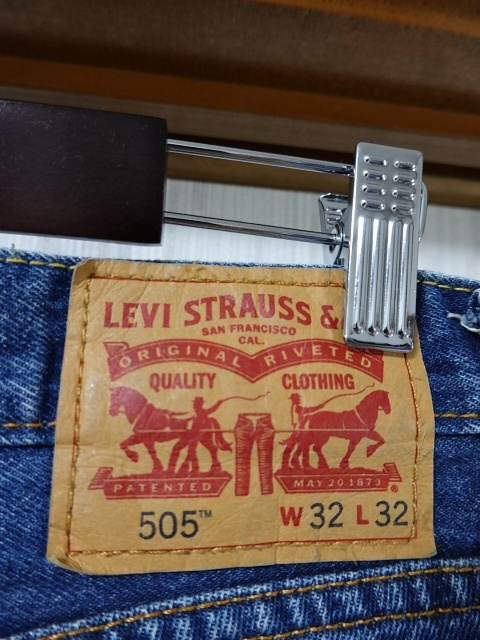 LEVI STRAUSS &
SAN FRANCISCO
CAL.
ORIGINAL RIVETED
QUALITY CLOTHING
PATENTED MAY 20 1873 ®
505™ W 32 L 32